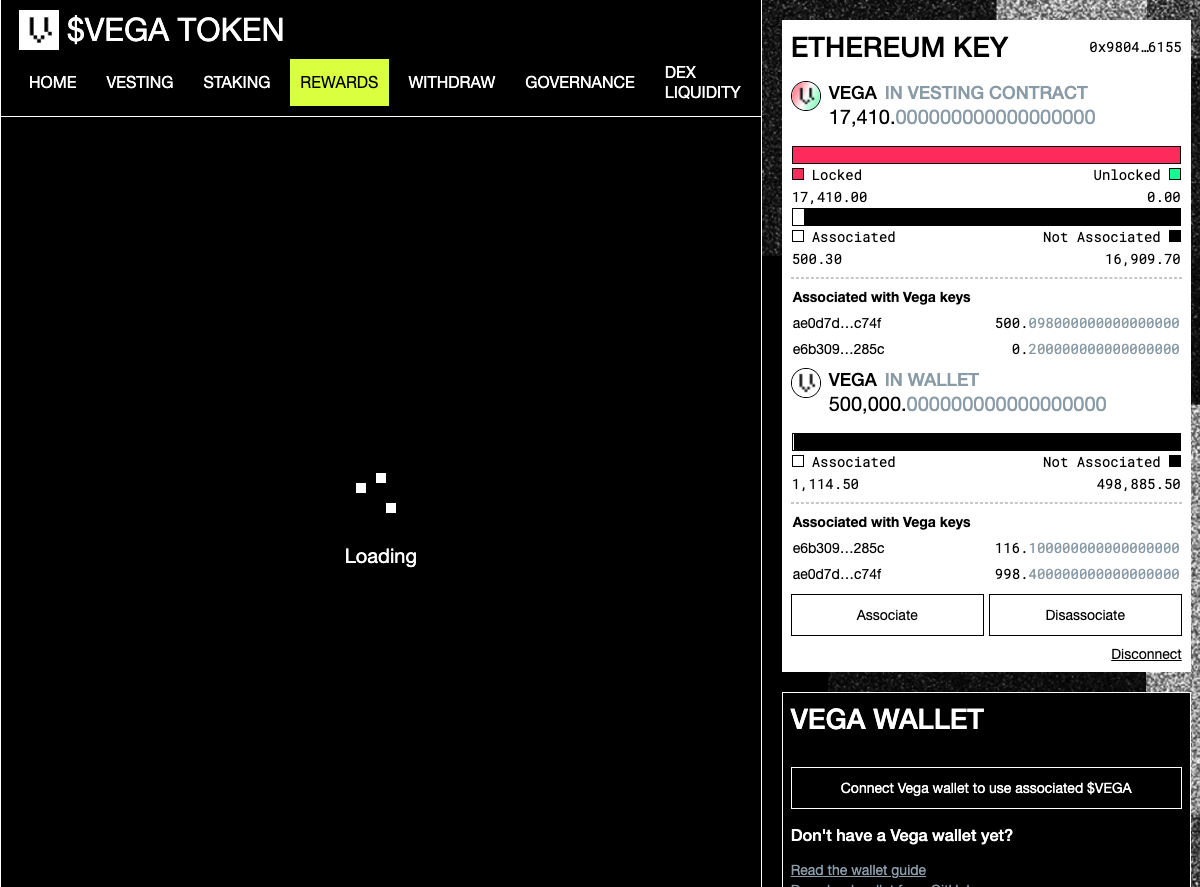 $VEGA TOKEN
HOME VESTING STAKING REWARDS WITHDRAW GOVERNANCE DEX LIQUIDITY
Loading
ETHEREUM KEY 0x9804…6155
VEGA IN VESTING CONTRACT
17,410.000000000000000000
Locked Unlocked
17,410.00 0.00
Associated Not Associated
500.30 16,909.70
Associated with Vega keys
ae0d7d…c74f 500.098000000000000000
e6b309…285c 0.200000000000000000
VEGA IN WALLET
500,000.000000000000000000
Associated Not Associated
1,114.50 498,885.50
Associated with Vega keys
e6b309…285c 116.100000000000000000
ae0d7d…c74f 998.400000000000000000
Associate Disassociate
Disconnect
VEGA WALLET
Connect Vega wallet to use associated $VEGA
Don't have a Vega wallet yet?
Read the wallet guide